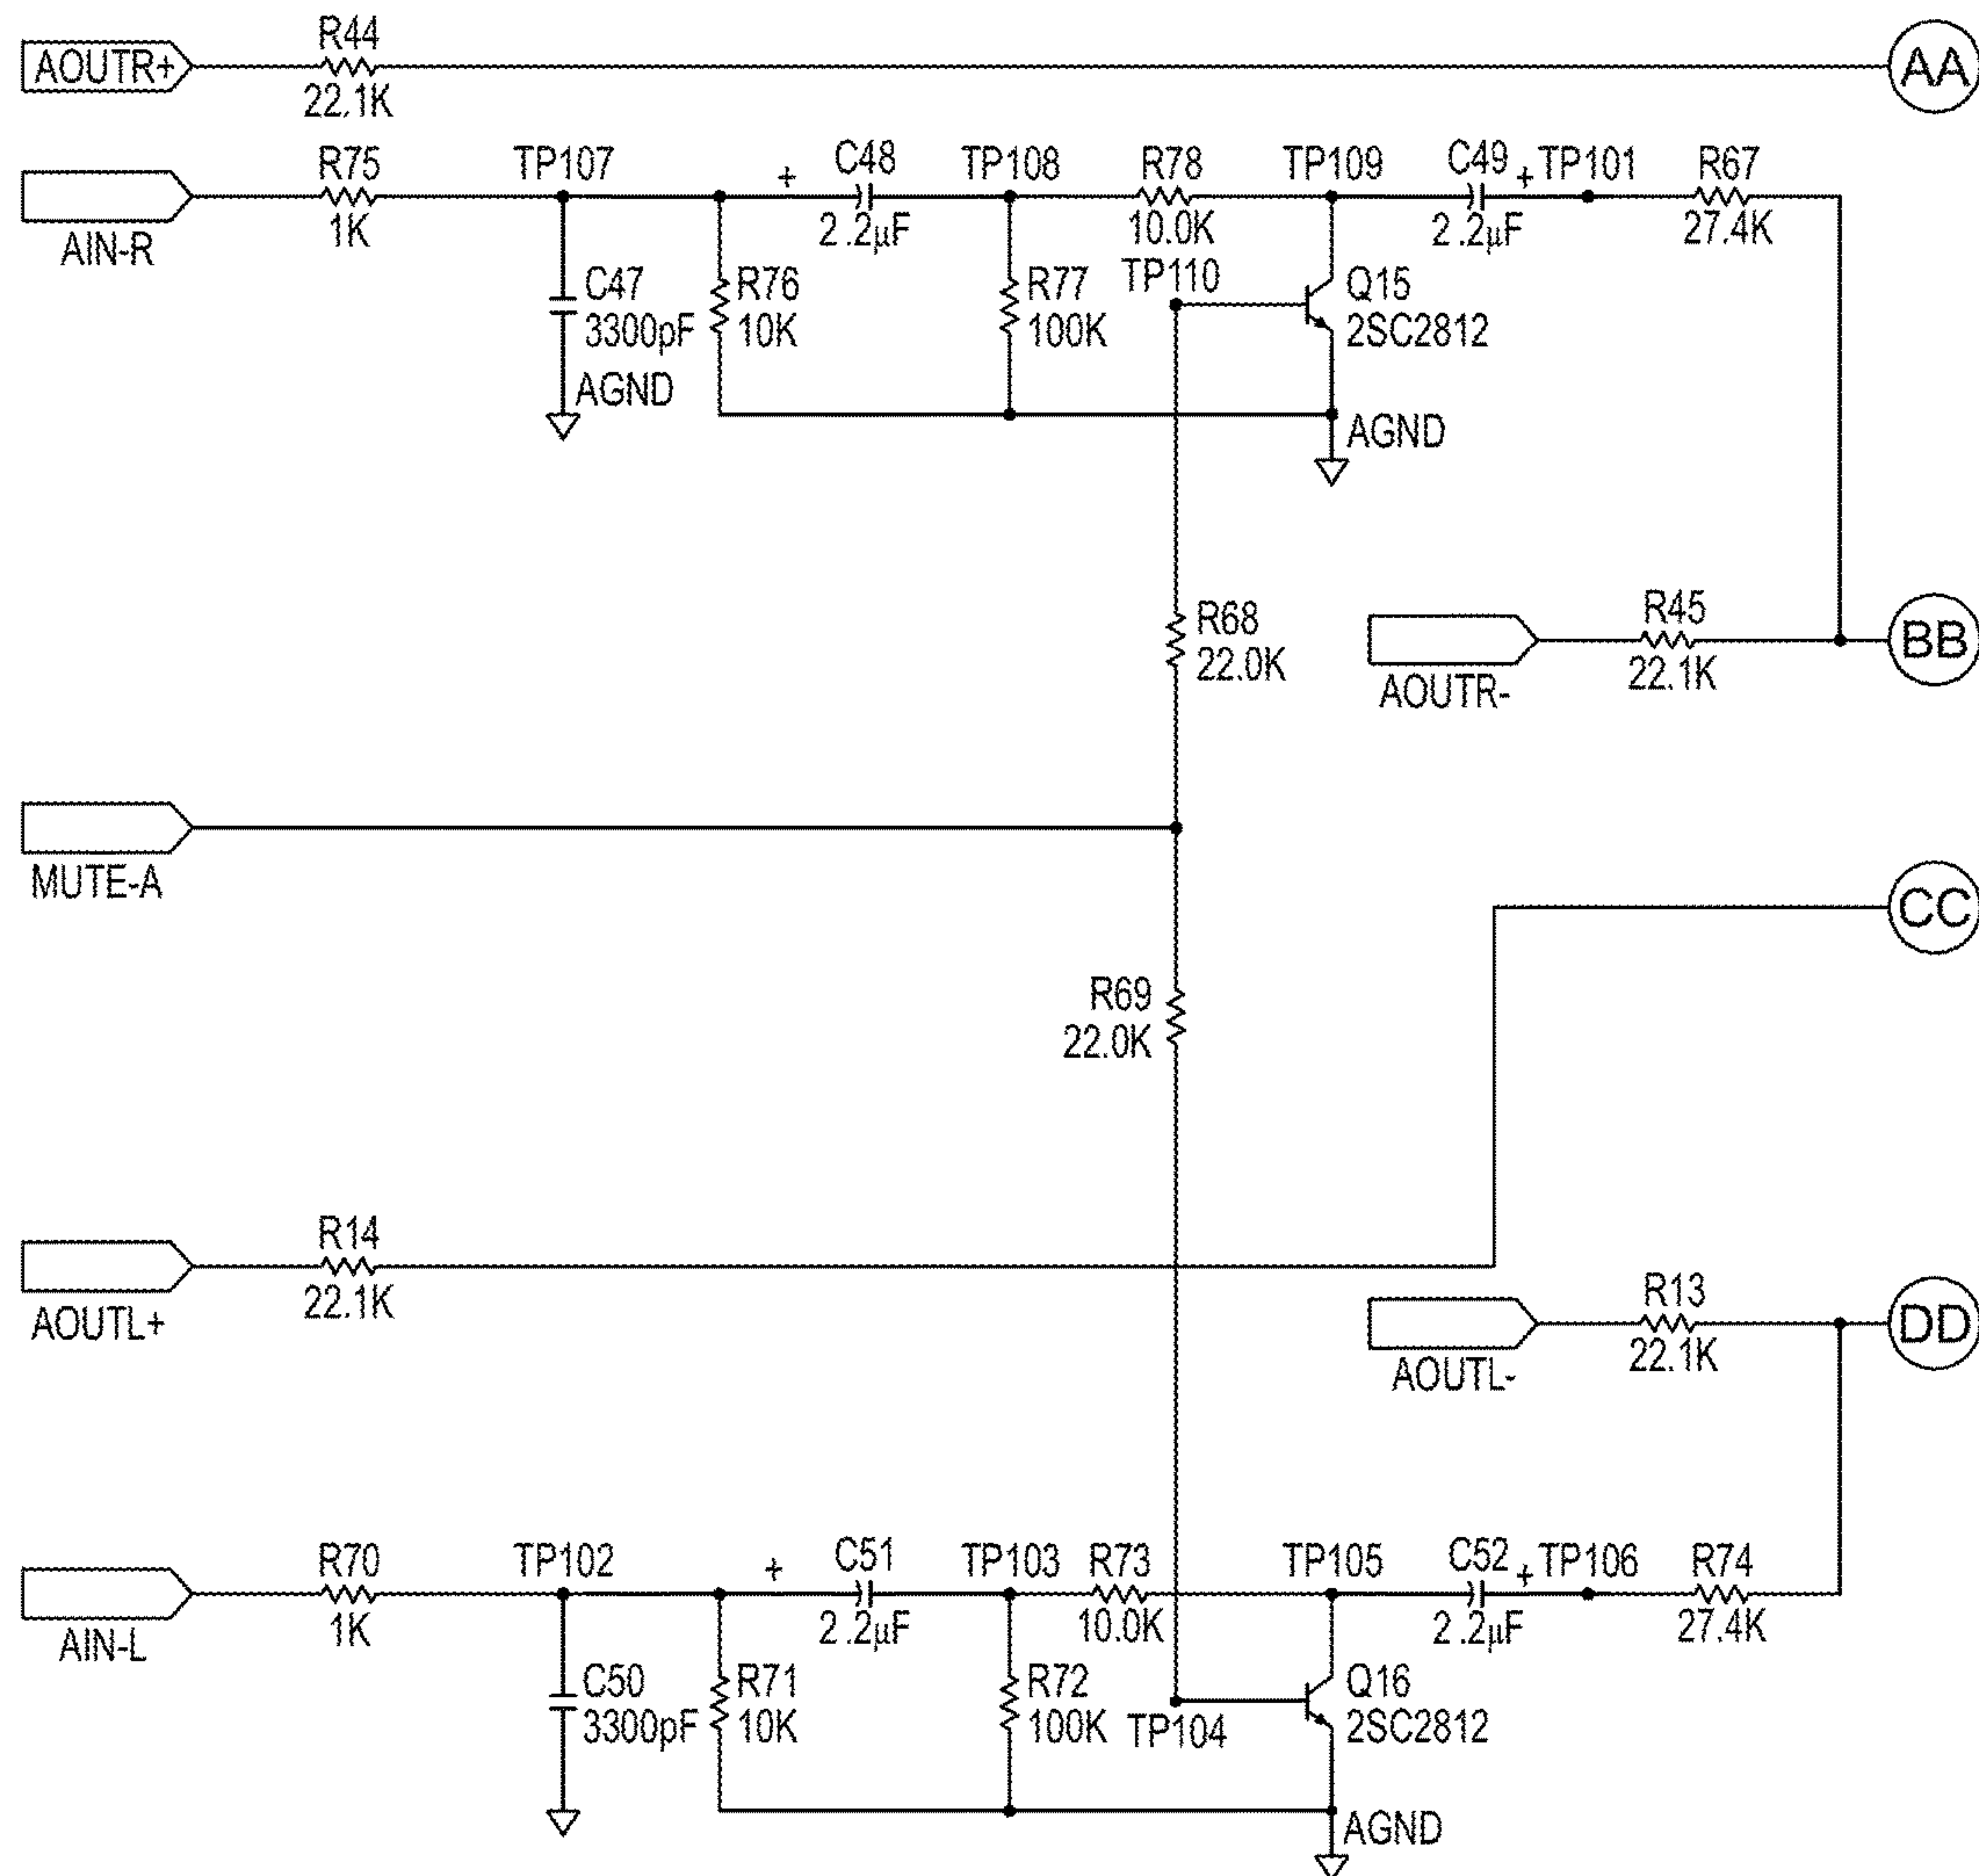 R44
AOUTR+
AA
22.1K
R75
TP107
+
C48
TP108
R78
TP109
C49
+
TP101
R67
1K
2.2µF
10.0K
2.2µF
27.4K
AIN-R
TP110
C47
3300pF
R76
10K
R77
100K
Q15
2SC2812
AGND
AGND
R68
22.0K
R45
BB
22.1K
AOUTR-
MUTE-A
CC
R69
22.0K
R14
22.1K
AOUTL+
R13
DD
22.1K
AOUTL-
R70
TP102
+
C51
TP103
R73
TP105
C52
+
TP106
R74
1K
2.2µF
10.0K
2.2µF
27.4K
AIN-L
C50
3300pF
R71
10K
R72
100K
TP104
Q16
2SC2812
AGND